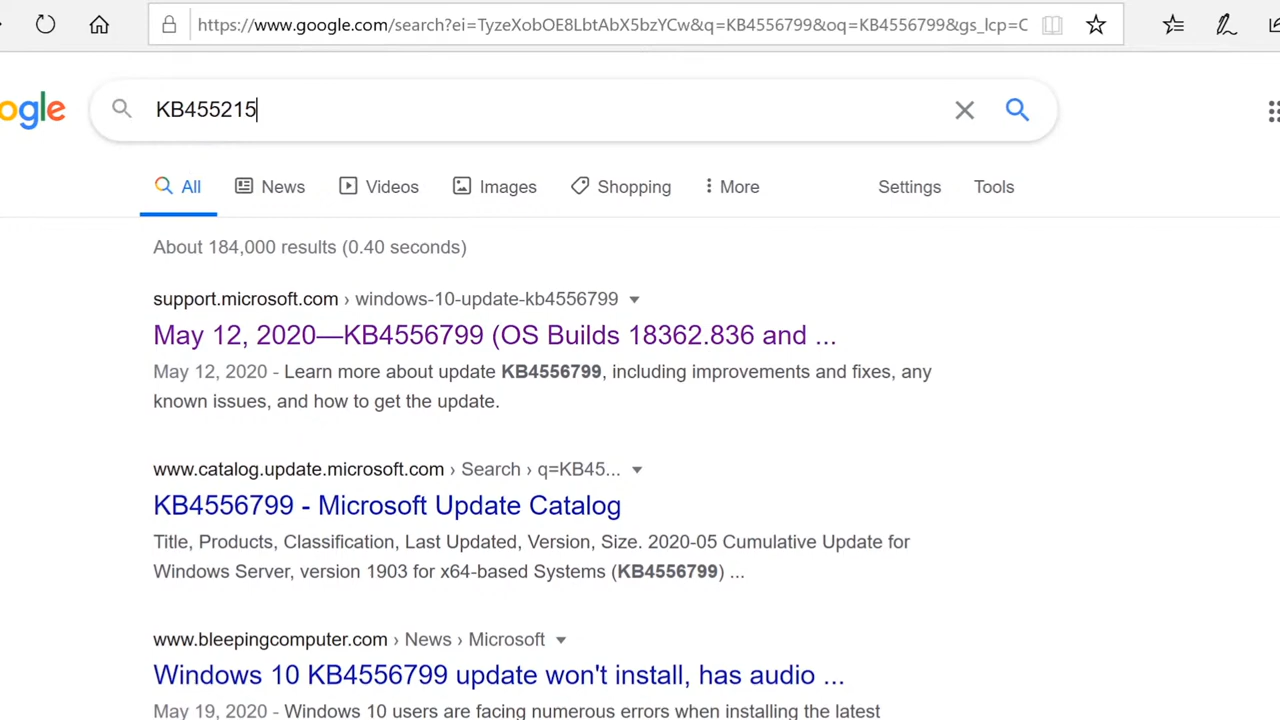 https://www.google.com/search?ei=TyzeXobOE8LbtAbX5bzYCw&q=KB4556799&oq=KB4556799&gs_lcp=C
ogle
KB455215
All News Videos Images Shopping More Settings Tools
About 184,000 results (0.40 seconds)
support.microsoft.com › windows-10-update-kb4556799
May 12, 2020—KB4556799 (OS Builds 18362.836 and ...
May 12, 2020 - Learn more about update KB4556799, including improvements and fixes, any
known issues, and how to get the update.
www.catalog.update.microsoft.com › Search › q=KB45...
KB4556799 - Microsoft Update Catalog
Title, Products, Classification, Last Updated, Version, Size. 2020-05 Cumulative Update for
Windows Server, version 1903 for x64-based Systems (KB4556799) ...
www.bleepingcomputer.com › News › Microsoft
Windows 10 KB4556799 update won't install, has audio ...
May 19, 2020 - Windows 10 users are facing numerous errors when installing the latest